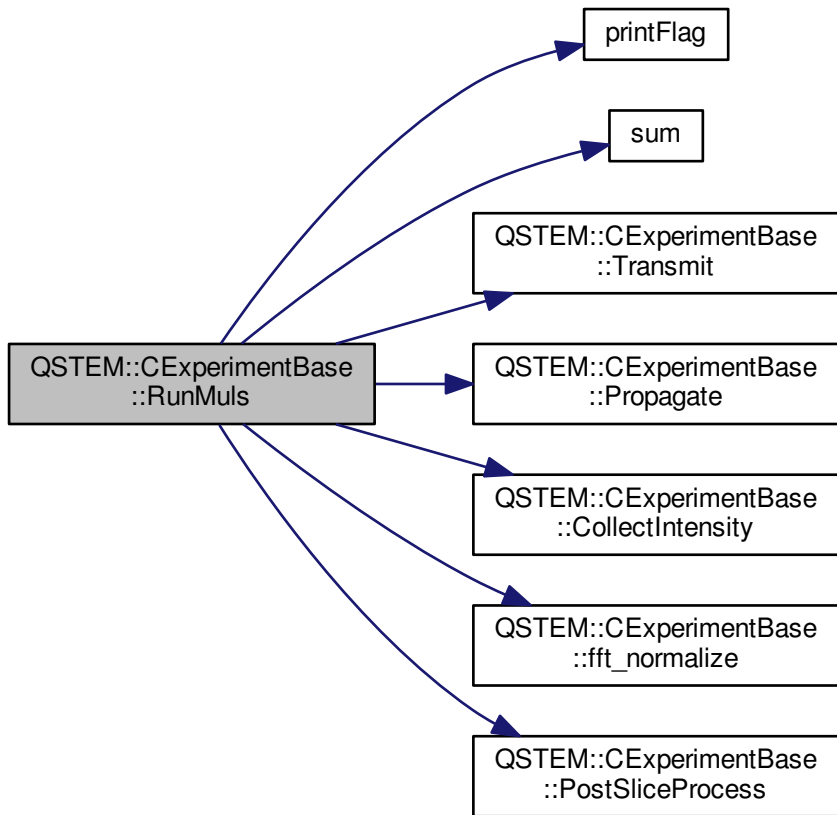 printFlag
sum
QSTEM::CExperimentBase
::Transmit
QSTEM::CExperimentBase
::RunMuls
QSTEM::CExperimentBase
::Propagate
QSTEM::CExperimentBase
::CollectIntensity
QSTEM::CExperimentBase
::fft_normalize
QSTEM::CExperimentBase
::PostSliceProcess